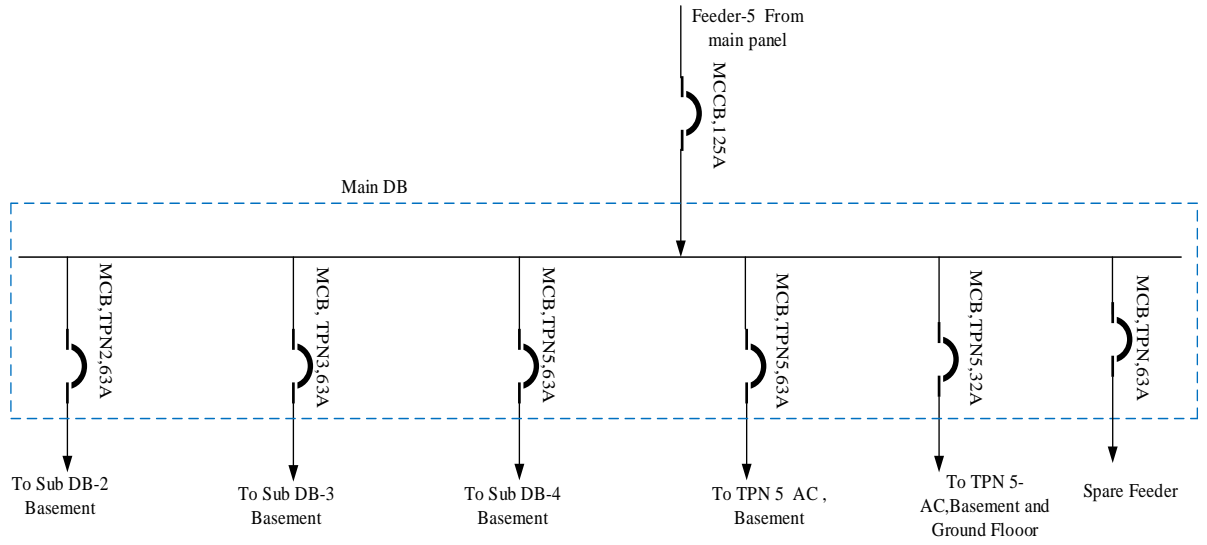 Feeder-5 From
main panel
MCCB,125A
Main DB
MCB,TPN2,63A
MCB, TPN3,63A
MCB,TPN5,63A
MCB,TPN5,63A
MCB,TPN5,32A
MCB,TPN,63A
To Sub DB-2
Basement
To Sub DB-3
Basement
To Sub DB-4
Basement
To TPN 5 AC ,
Basement
To TPN 5-
AC,Basement and
Ground Flooor
Spare Feeder